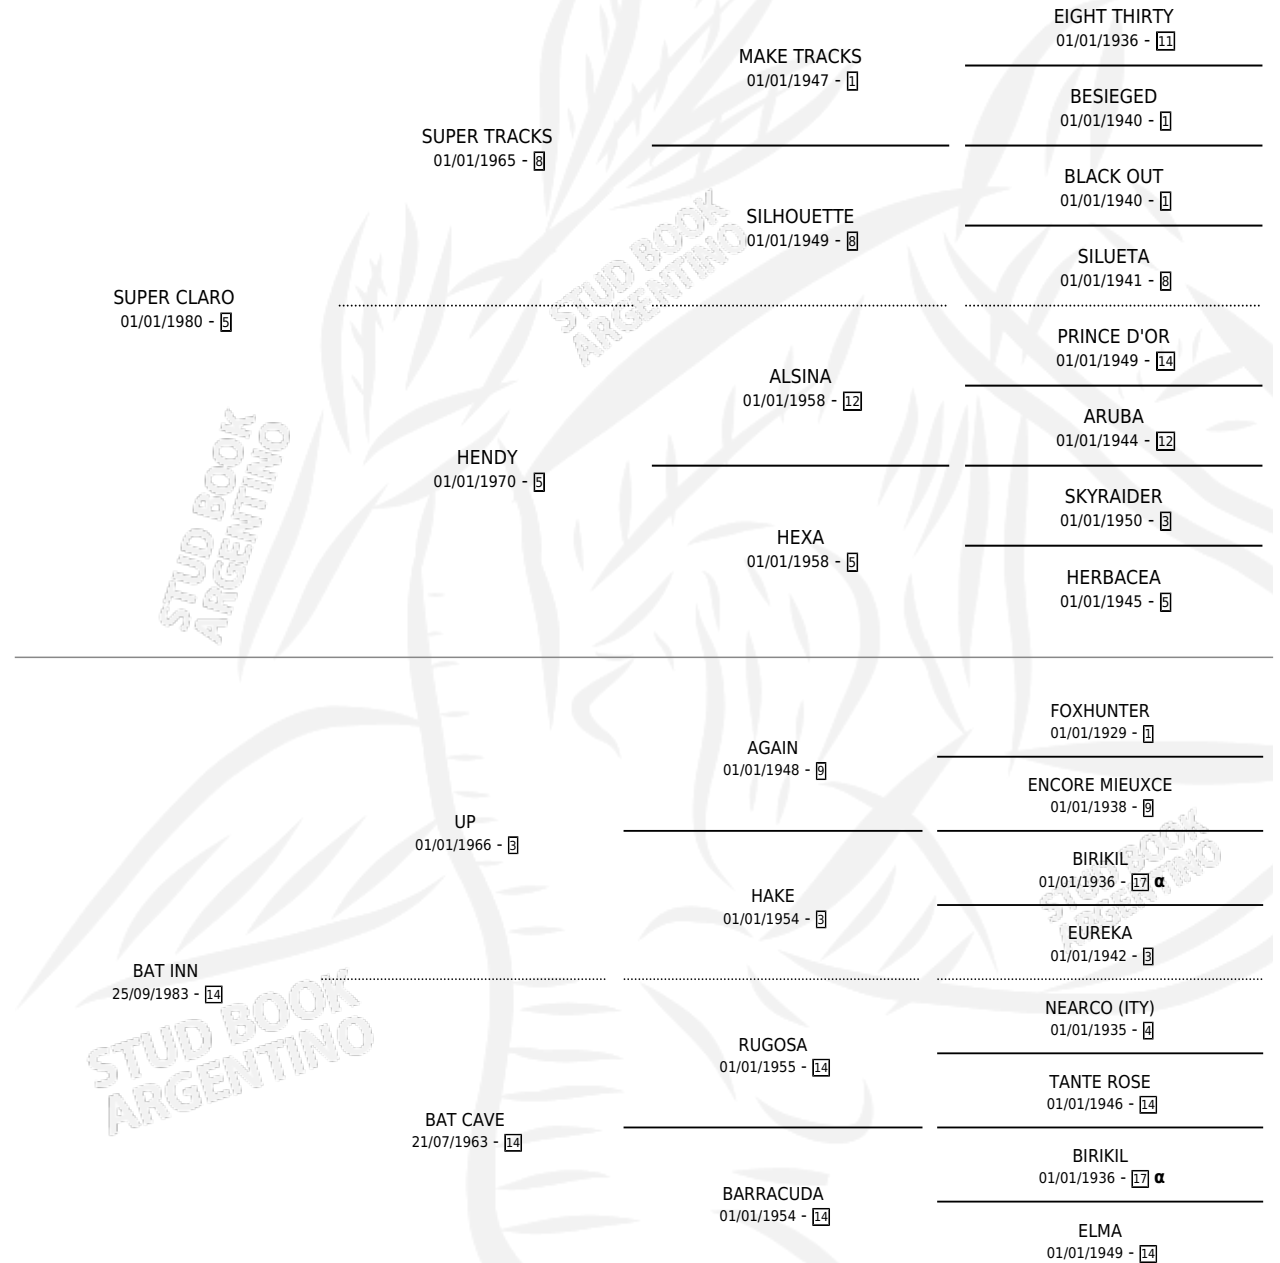 EIGHT THIRTY
01/01/1936 - 11
MAKE TRACKS
01/01/1947 - 1
BESIEGED
01/01/1940 - 1
SUPER TRACKS
01/01/1965 - 8
BLACK OUT
01/01/1940 - 1
SILHOUETTE
01/01/1949 - 8
SILUETA
01/01/1941 - 8
SUPER CLARO
01/01/1980 - 5
PRINCE D'OR
01/01/1949 - 14
ALSINA
01/01/1958 - 12
ARUBA
01/01/1944 - 12
HENDY
01/01/1970 - 5
SKYRAIDER
01/01/1950 - 3
HEXA
01/01/1958 - 5
HERBACEA
01/01/1945 - 5
STUD BOOK
ARGENTINO
STUD BOOK
ARGENTINO
FOXHUNTER
01/01/1929 - 1
AGAIN
01/01/1948 - 9
ENCORE MIEUXCE
01/01/1938 - 9
UP
01/01/1966 - 3
BIRIKIL
01/01/1936 - 17 α
HAKE
01/01/1954 - 3
EUREKA
01/01/1942 - 3
BAT INN
25/09/1983 - 14
NEARCO (ITY)
01/01/1935 - 4
RUGOSA
01/01/1955 - 14
TANTE ROSE
01/01/1946 - 14
BAT CAVE
21/07/1963 - 14
BIRIKIL
01/01/1936 - 17 α
BARRACUDA
01/01/1954 - 14
ELMA
01/01/1949 - 14
STUD BOOK
ARGENTINO
STUD BOOK
ARGENTINO